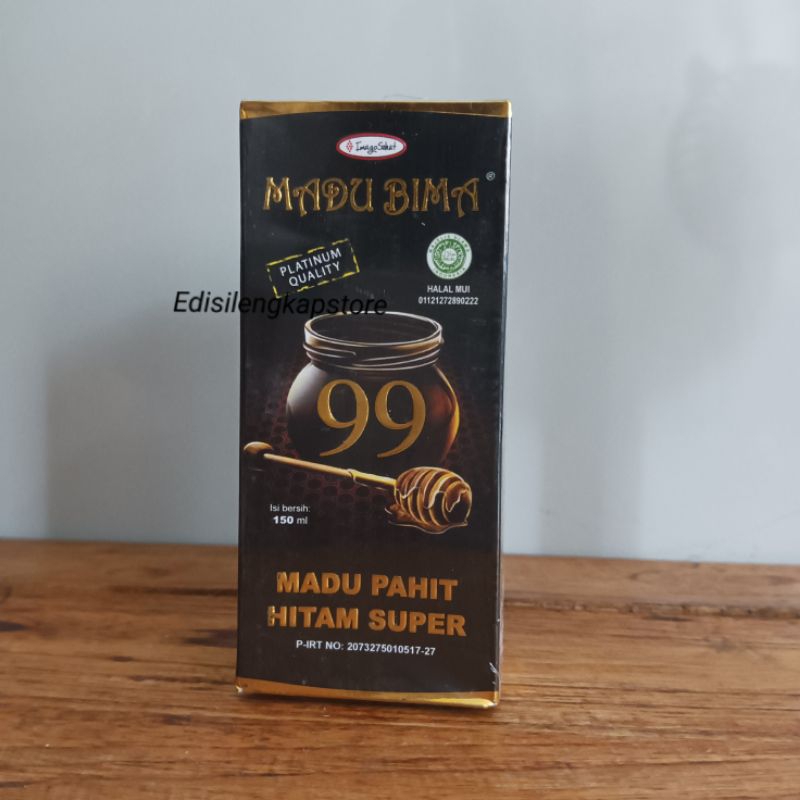 ImagoSehat
MADU BIMA®
PLATINUM
QUALITY
HALAL MUI
01121272890222
Edisilengkapstore
99
Isi bersih:
150 ml
MADU PAHIT
HITAM SUPER
P-IRT NO: 2073275010517-27